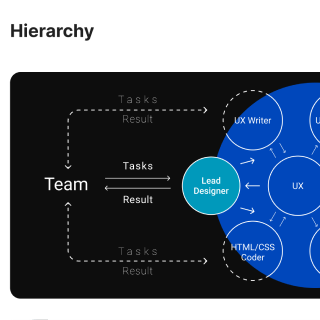 Hierarchy
Tasks
Result
UX Writer
U
Tasks
Team
Lead
Designer
UX
Result
HTML/CSS
Coder
Tasks
Result